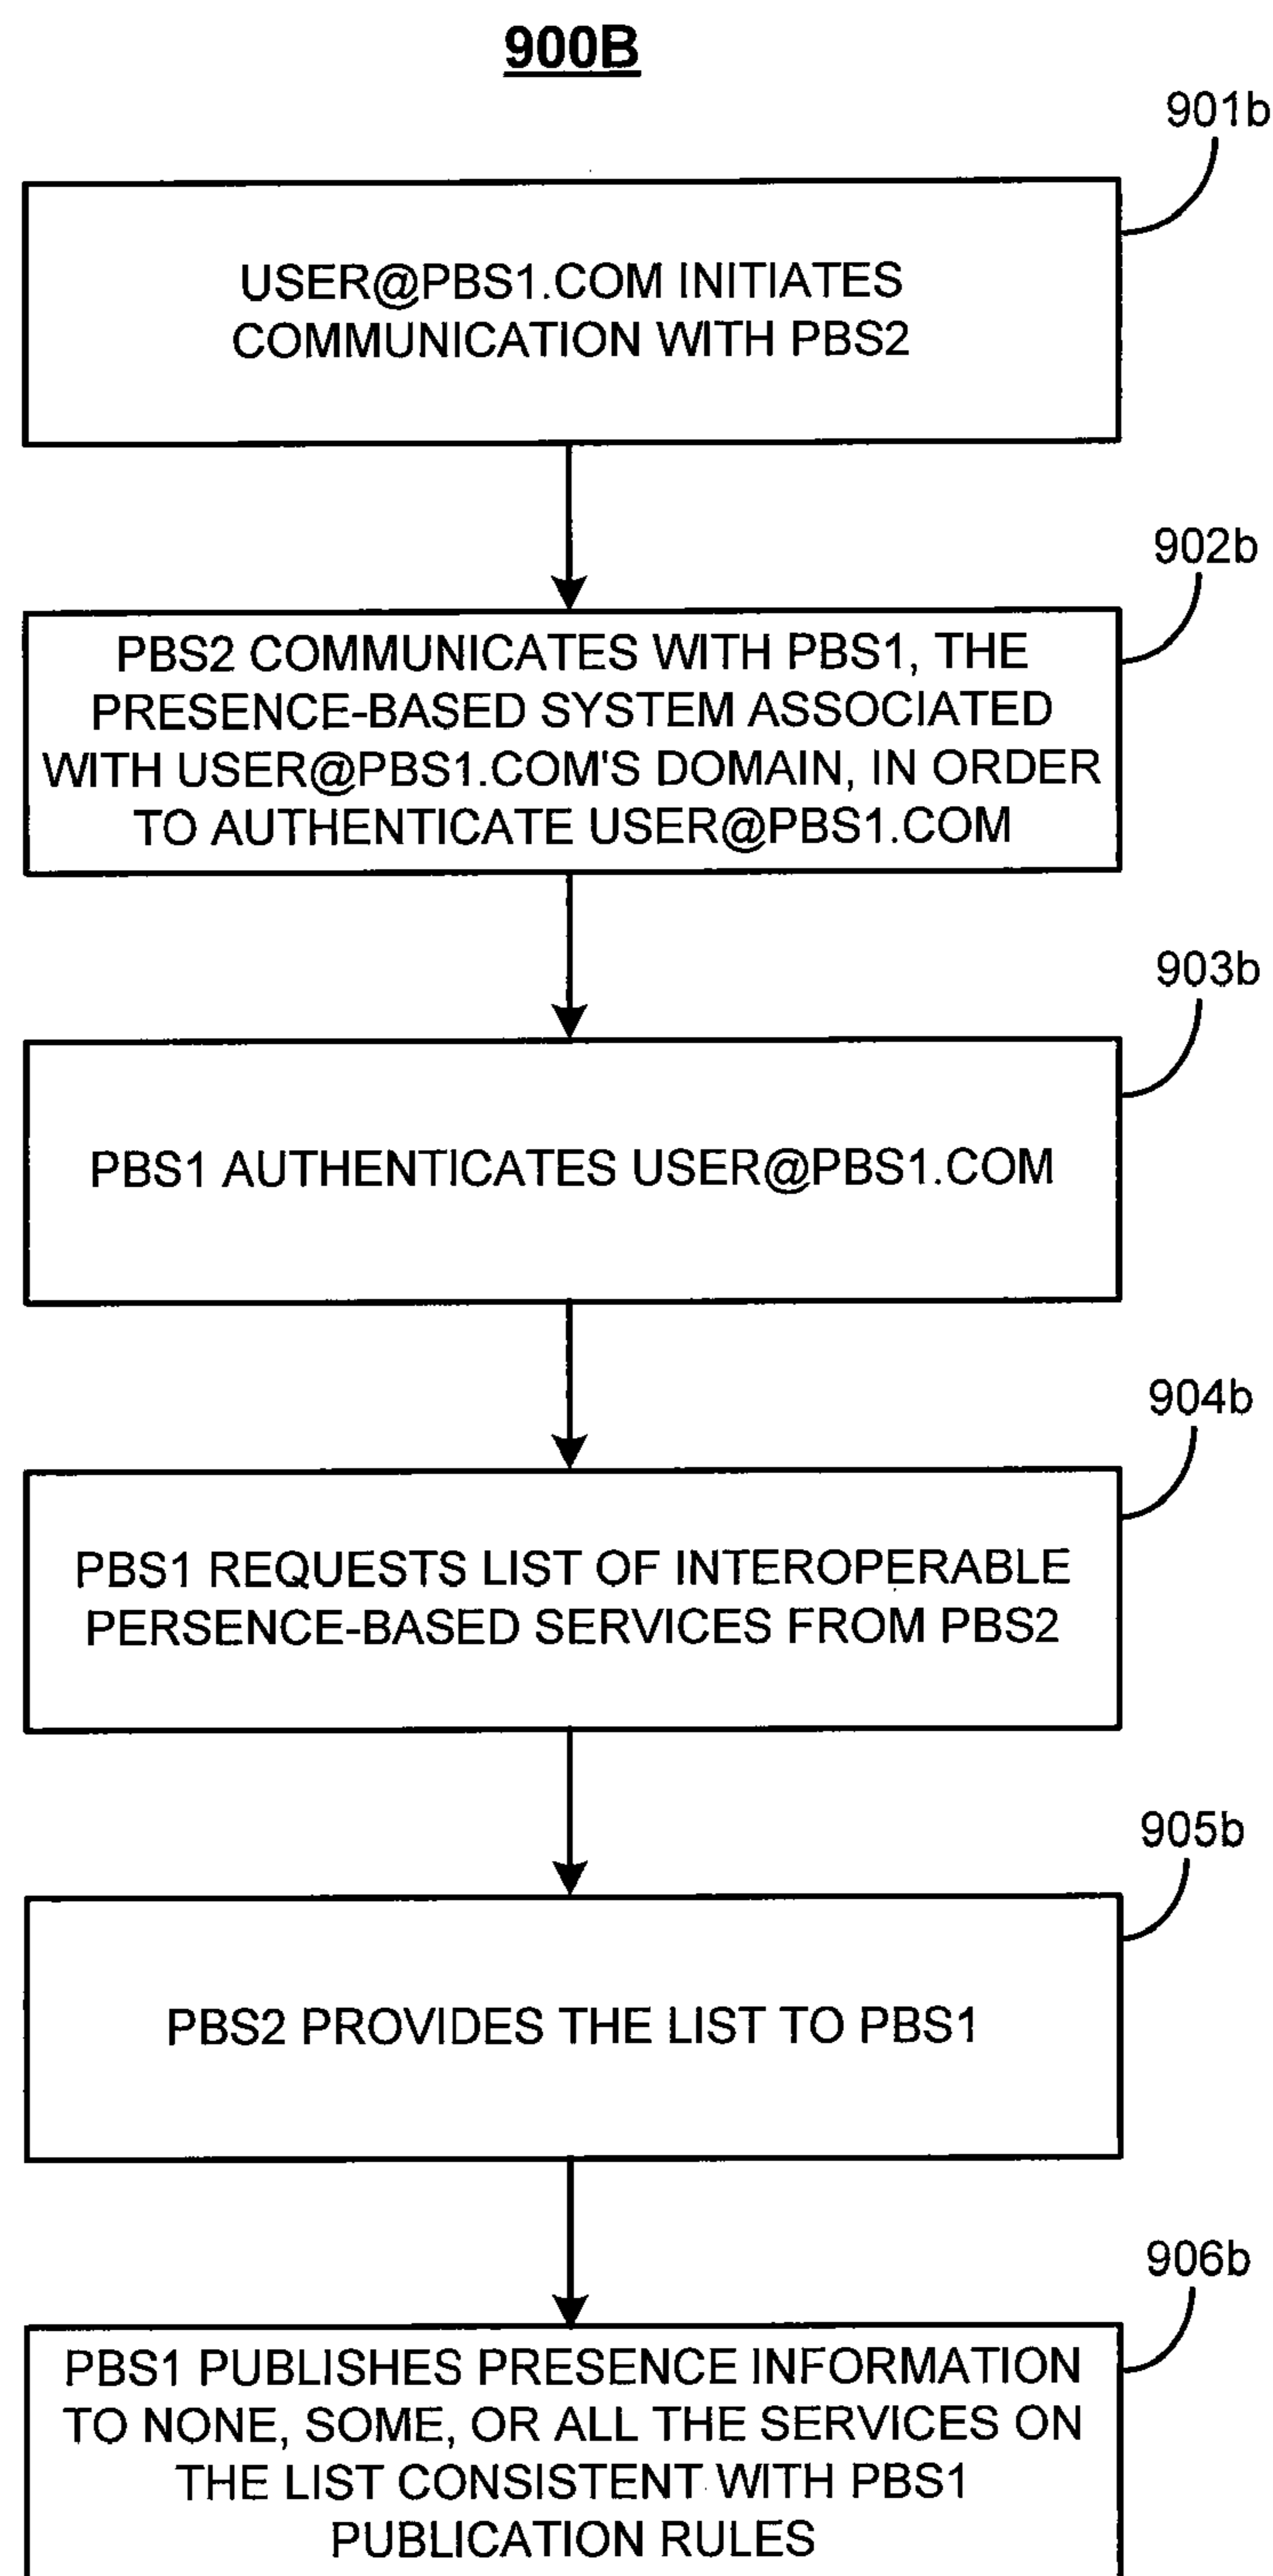 900B
901b
USER@PBS1.COM INITIATES
COMMUNICATION WITH PBS2
902b
PBS2 COMMUNICATES WITH PBS1, THE
PRESENCE-BASED SYSTEM ASSOCIATED
WITH USER@PBS1.COM'S DOMAIN, IN ORDER
TO AUTHENTICATE USER@PBS1.COM
903b
PBS1 AUTHENTICATES USER@PBS1.COM
904b
PBS1 REQUESTS LIST OF INTEROPERABLE
PERSENCE-BASED SERVICES FROM PBS2
905b
PBS2 PROVIDES THE LIST TO PBS1
906b
PBS1 PUBLISHES PRESENCE INFORMATION
TO NONE, SOME, OR ALL THE SERVICES ON
THE LIST CONSISTENT WITH PBS1
PUBLICATION RULES